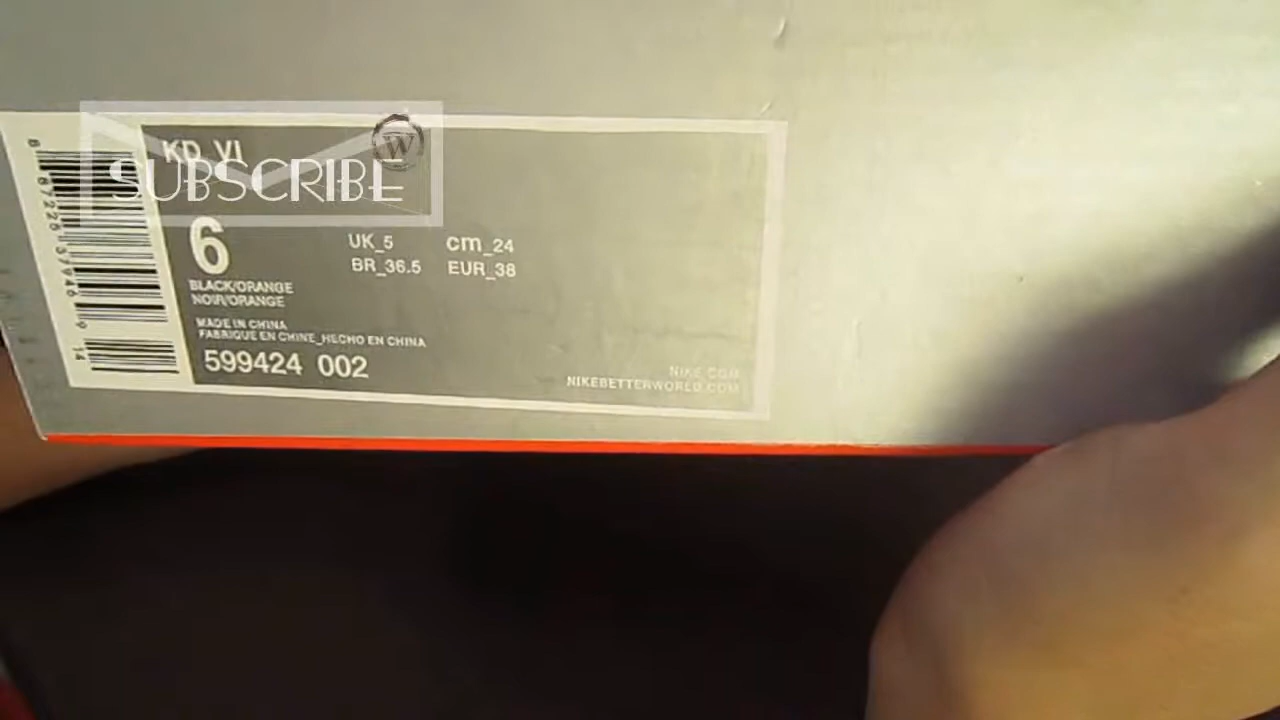 KD VI
SUBSCRIBE
W
6
UK_5 cm_24
BR_36.5 EUR_38
BLACK/ORANGE
NOIR/ORANGE
MADE IN CHINA
FABRIQUE EN CHINE_HECHO EN CHINA
599424 002
NIKE.COM
NIKEBETTERWORLD.COM
14